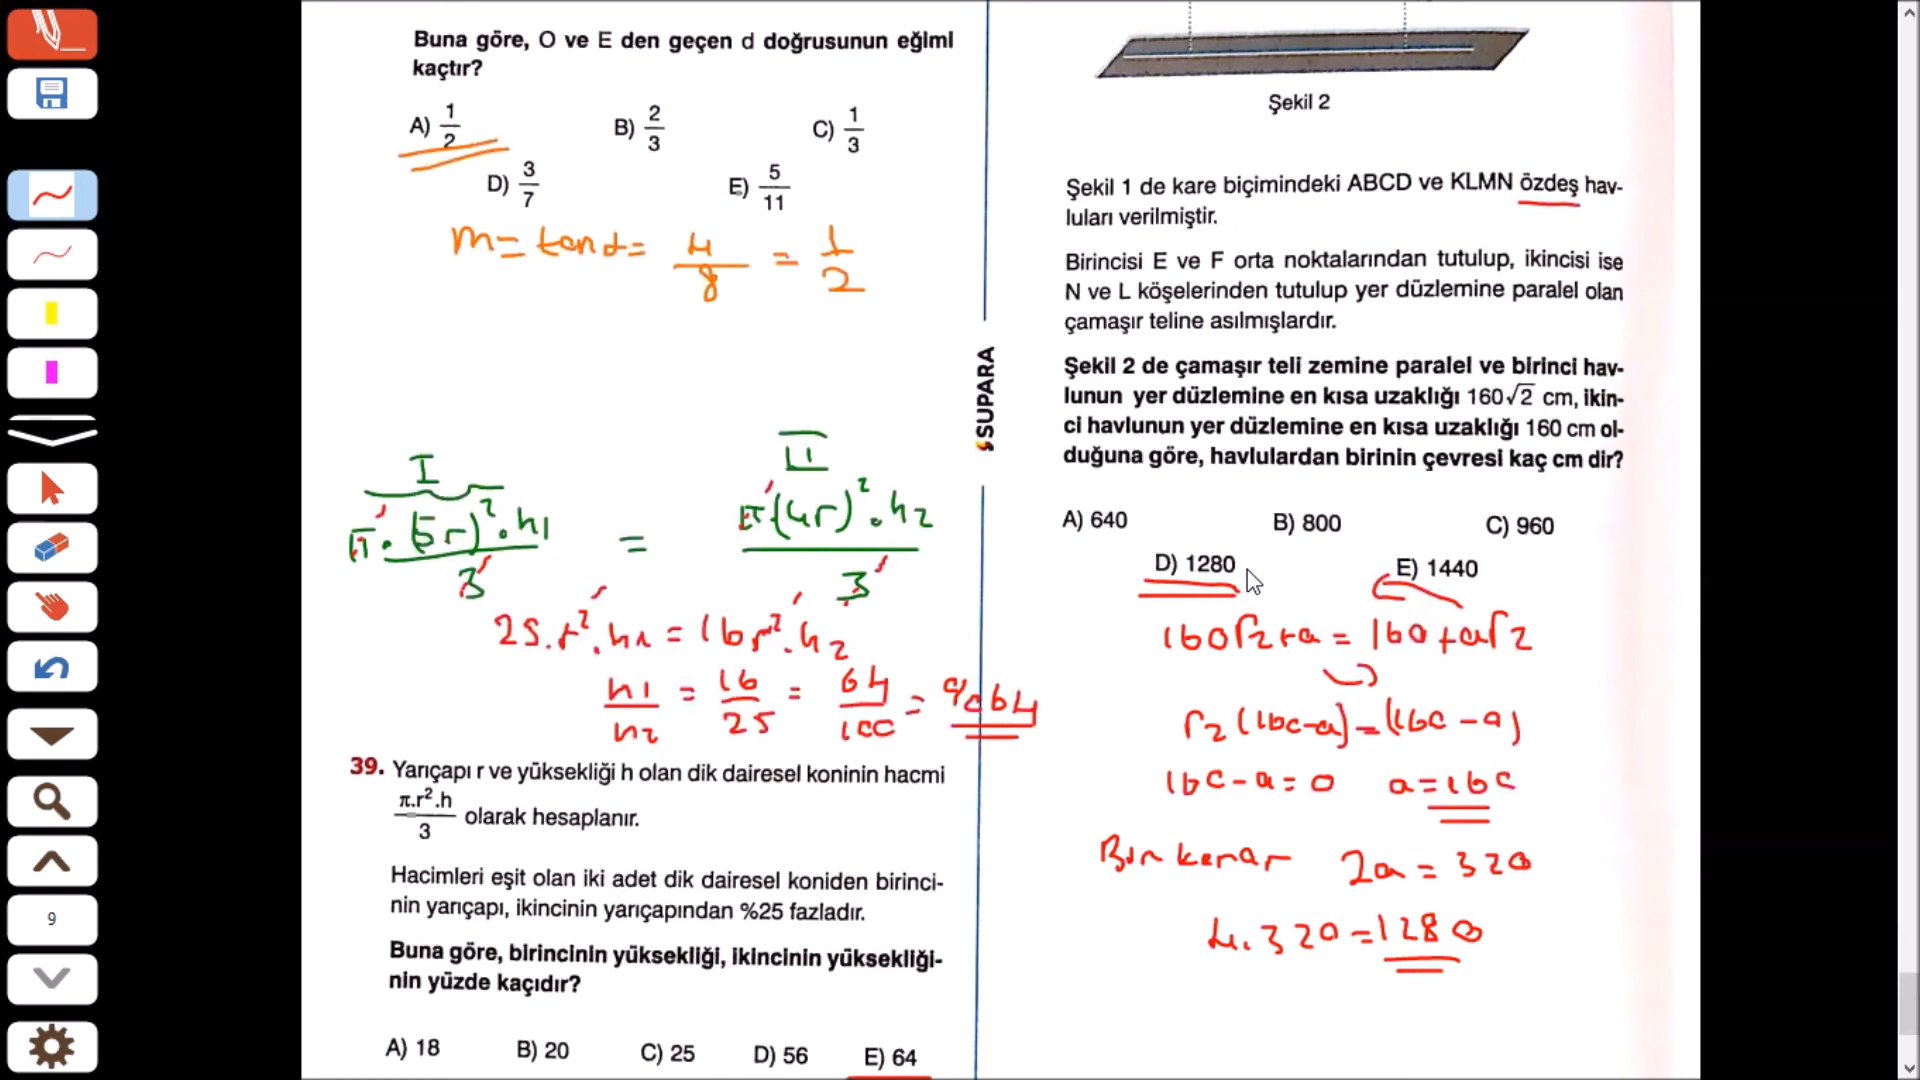 Buna göre, O ve E den geçen d doğrusunun eğimi
kaçtır?
A) 1/2
B) 2/3
C) 1/3
D) 3/7
E) 5/11
m = tanα = 4/8 = 1/2
I
π.(5r)².h1 / 3 = π(4r)².h2 / 3
II
25.r².h1 = 16r².h2
h1/h2 = 16/25 = 64/100 = %64
39. Yarıçapı r ve yüksekliği h olan dik dairesel koninin hacmi
π.r².h / 3 olarak hesaplanır.
Hacimleri eşit olan iki adet dik dairesel koniden birinci-
nin yarıçapı, ikincinin yarıçapından %25 fazladır.
Buna göre, birincinin yüksekliği, ikincinin yüksekliği-
nin yüzde kaçıdır?
A) 18
B) 20
C) 25
D) 56
E) 64
SUPARA
Şekil 2
Şekil 1 de kare biçimindeki ABCD ve KLMN özdeş hav-
luları verilmiştir.
Birincisi E ve F orta noktalarından tutulup, ikincisi ise
N ve L köşelerinden tutulup yer düzlemine paralel olan
çamaşır teline asılmışlardır.
Şekil 2 de çamaşır teli zemine paralel ve birinci hav-
lunun yer düzlemine en kısa uzaklığı 160√2 cm, ikin-
ci havlunun yer düzlemine en kısa uzaklığı 160 cm ol-
duğuna göre, havlulardan birinin çevresi kaç cm dir?
A) 640
B) 800
C) 960
D) 1280
E) 1440
160√2+a = 160+a√2
√2(160-a)=(160-a)
160-a=0 a=160
Bir kenar 2a = 320
4.320=1280
9